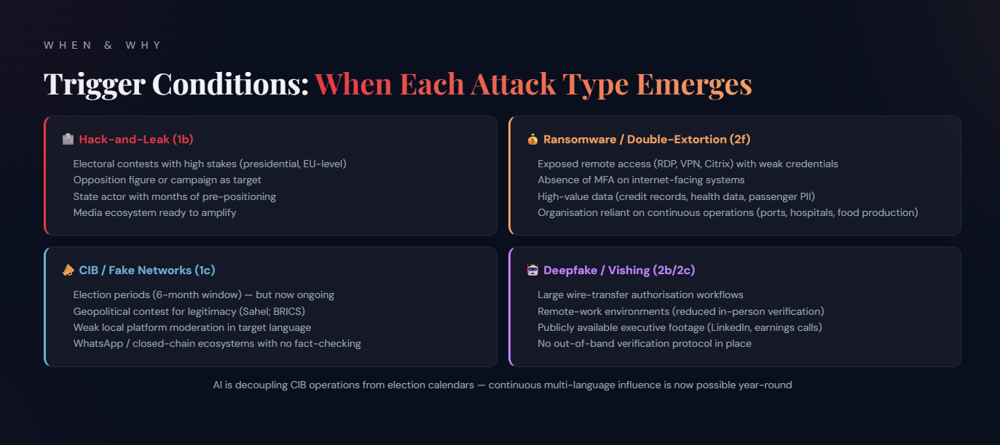 WHEN & WHY
Trigger Conditions: When Each Attack Type Emerges
Hack-and-Leak (1b)
Electoral contests with high stakes (presidential, EU-level)
Opposition figure or campaign as target
State actor with months of pre-positioning
Media ecosystem ready to amplify
Ransomware / Double-Extortion (2f)
Exposed remote access (RDP, VPN, Citrix) with weak credentials
Absence of MFA on internet-facing systems
High-value data (credit records, health data, passenger PII)
Organisation reliant on continuous operations (ports, hospitals, food production)
CIB / Fake Networks (1c)
Election periods (6-month window) — but now ongoing
Geopolitical contest for legitimacy (Sahel; BRICS)
Weak local platform moderation in target language
WhatsApp / closed-chain ecosystems with no fact-checking
Deepfake / Vishing (2b/2c)
Large wire-transfer authorisation workflows
Remote-work environments (reduced in-person verification)
Publicly available executive footage (LinkedIn, earnings calls)
No out-of-band verification protocol in place
AI is decoupling CIB operations from election calendars — continuous multi-language influence is now possible year-round